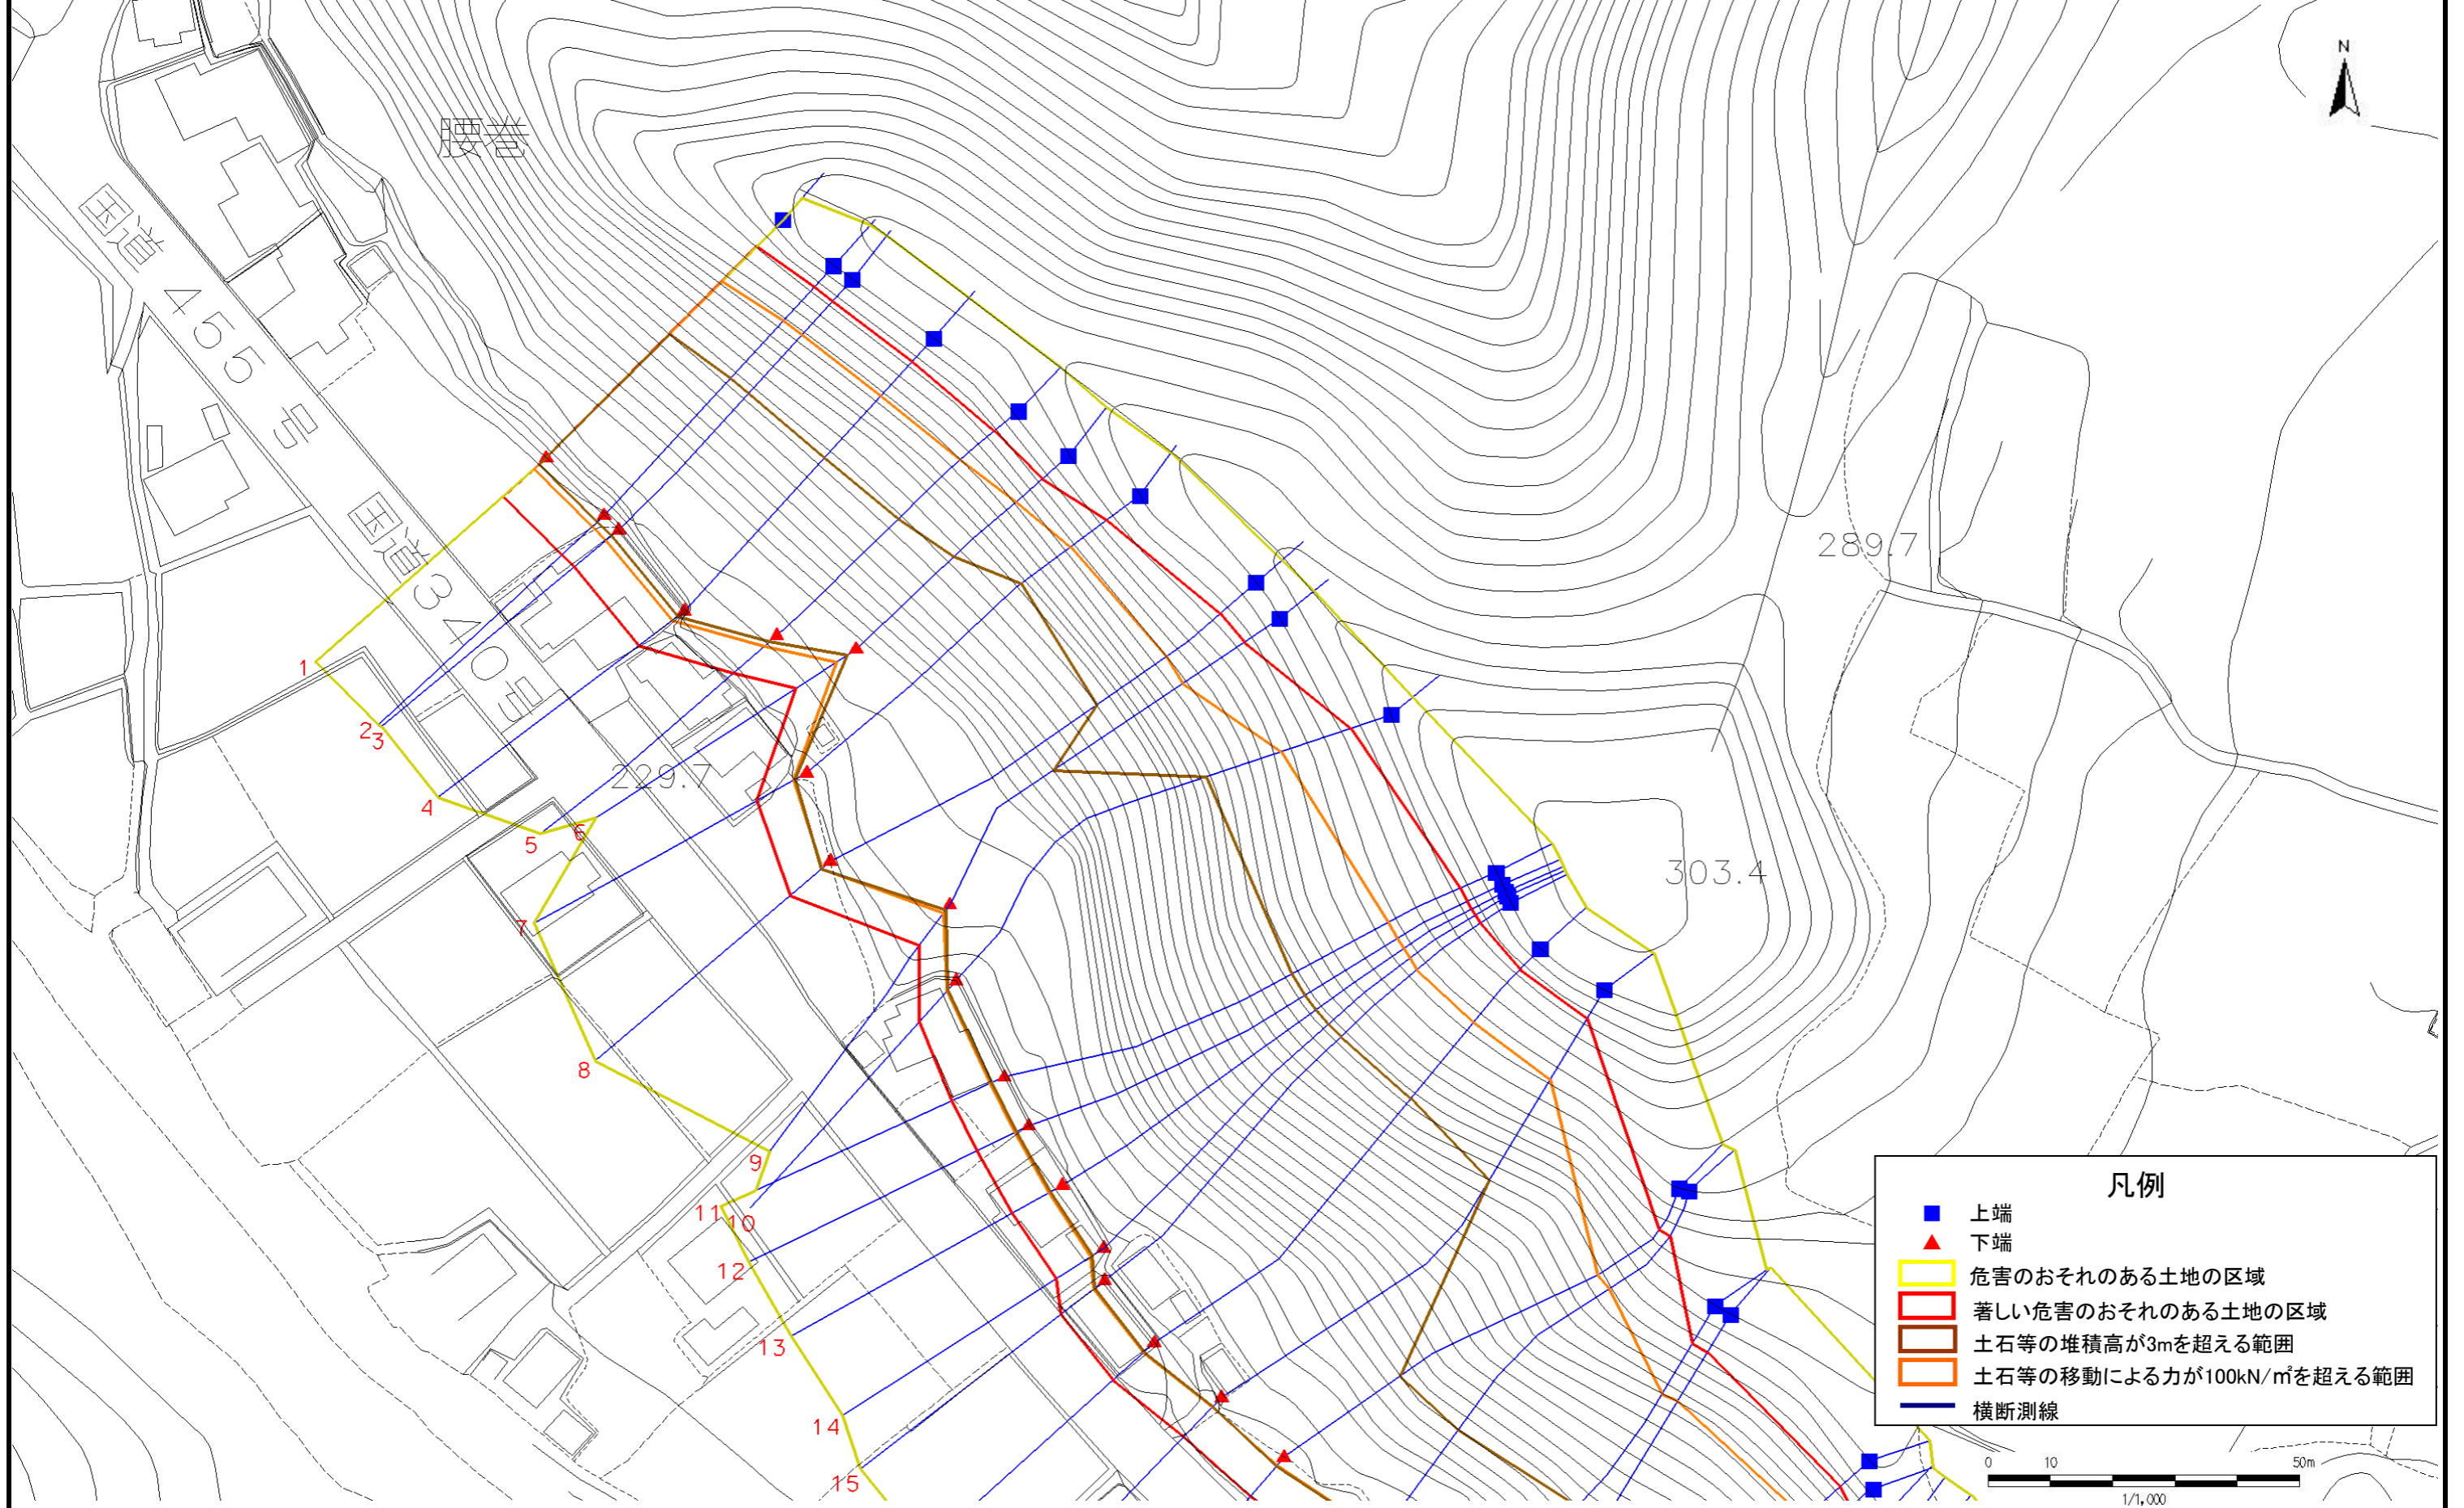 N
腰巻
国道455号
国道340号
289.7
303.4
229.7
1
2
3
4
5
6
7
8
9
10
11
12
13
14
15
凡例
上端
下端
危害のおそれのある土地の区域
著しい危害のおそれのある土地の区域
土石等の堆積高が3mを超える範囲
土石等の移動による力が100kN/㎡を超える範囲
横断測線
0 10 50m
1/1,000